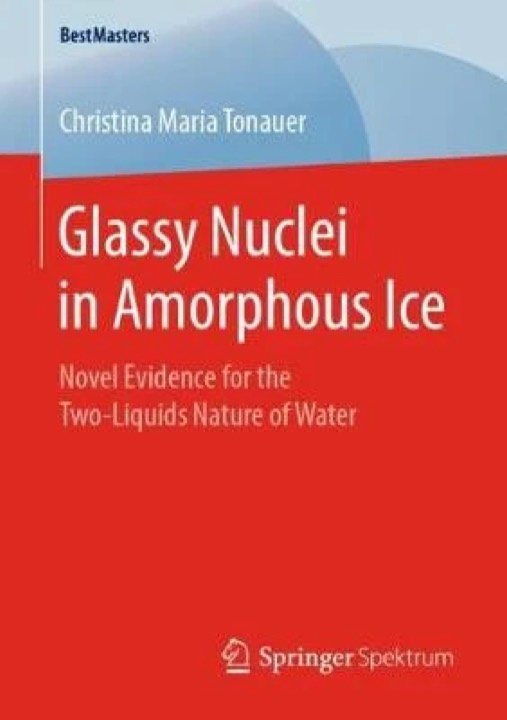 BestMasters
Christina Maria Tonauer
Glassy Nuclei
in Amorphous Ice
Novel Evidence for the
Two-Liquids Nature of Water
Springer Spektrum